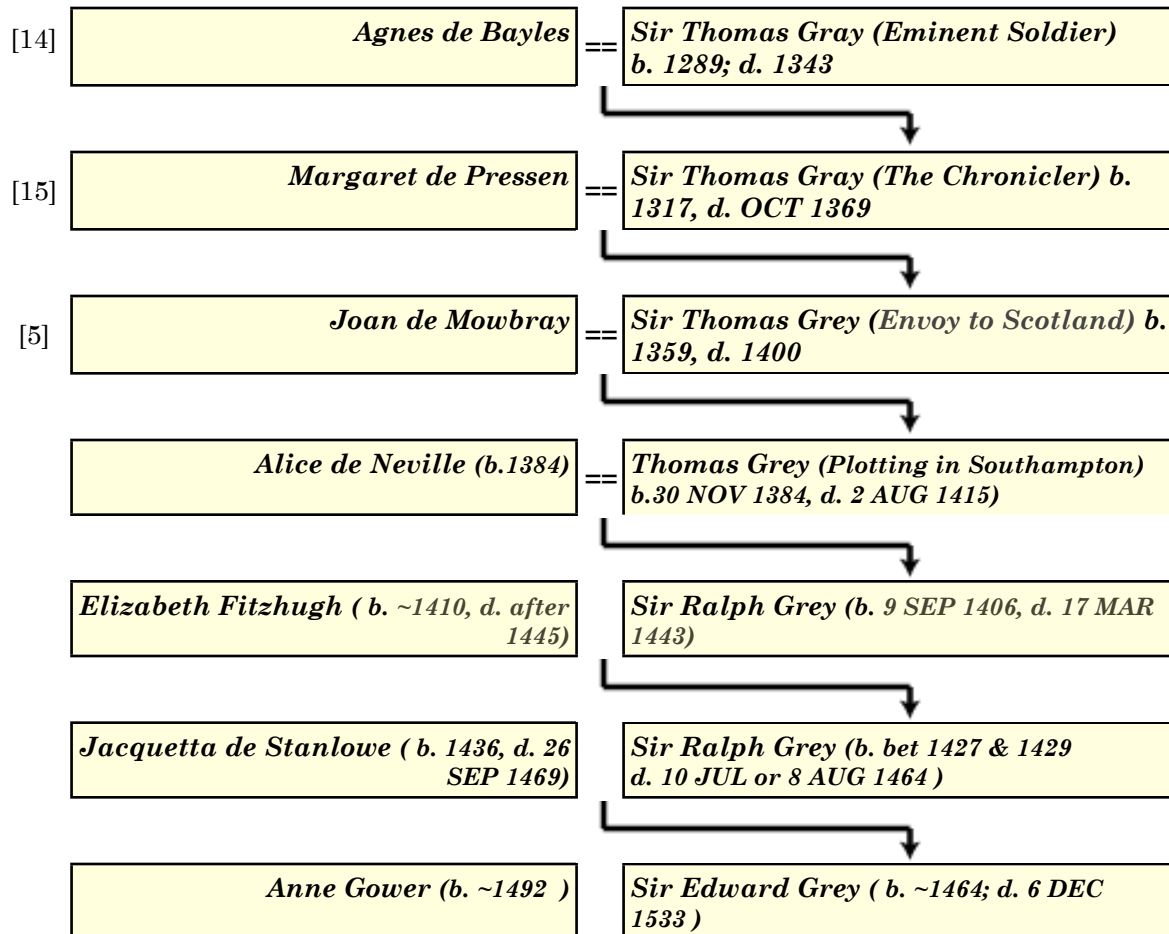 [14]
Agnes de Bayles
==
Sir Thomas Gray (Eminent Soldier)
b. 1289; d. 1343
[15]
Margaret de Pressen
==
Sir Thomas Gray (The Chronicler) b.
1317, d. OCT 1369
[5]
Joan de Mowbray
==
Sir Thomas Grey (Envoy to Scotland) b.
1359, d. 1400
Alice de Neville (b.1384)
==
Thomas Grey (Plotting in Southampton)
b.30 NOV 1384, d. 2 AUG 1415)
Elizabeth Fitzhugh ( b. ~1410, d. after
1445)
Sir Ralph Grey (b. 9 SEP 1406, d. 17 MAR
1443)
Jacquetta de Stanlowe ( b. 1436, d. 26
SEP 1469)
Sir Ralph Grey (b. bet 1427 & 1429
d. 10 JUL or 8 AUG 1464 )
Anne Gower (b. ~1492 )
Sir Edward Grey ( b. ~1464; d. 6 DEC
1533 )